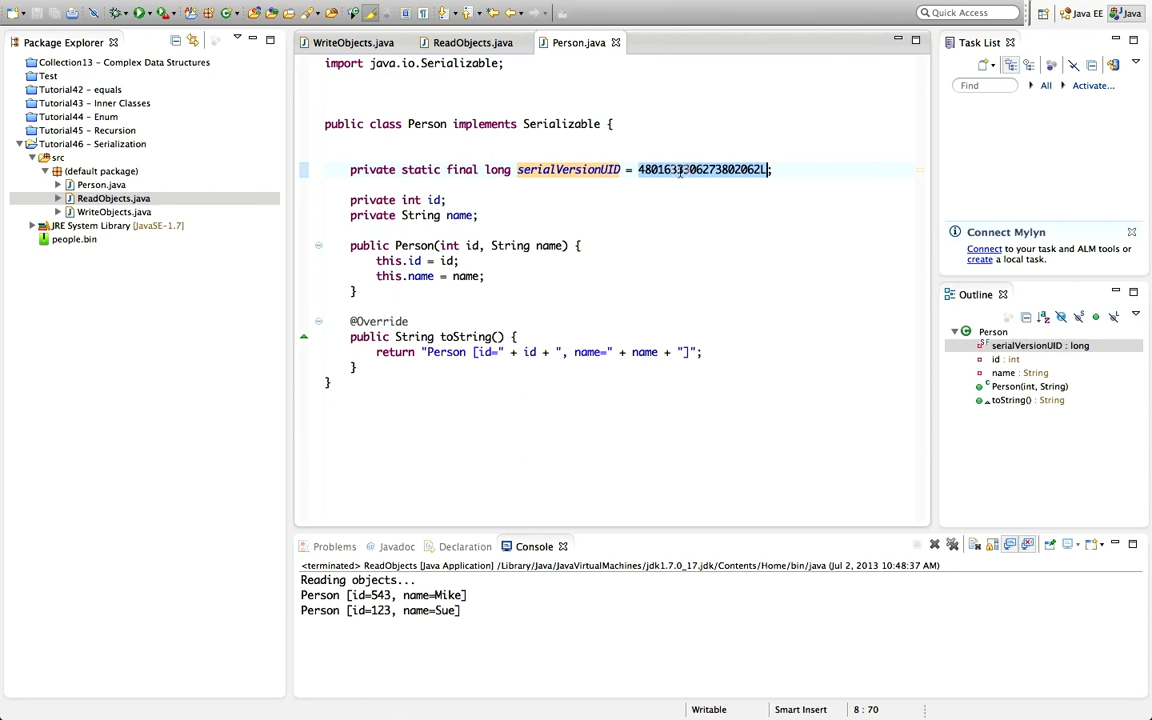 Quick Access
Java EE
Java
Package Explorer
Collection13 - Complex Data Structures
Test
Tutorial42 - equals
Tutorial43 - Inner Classes
Tutorial44 - Enum
Tutorial45 - Recursion
Tutorial46 - Serialization
src
(default package)
Person.java
ReadObjects.java
WriteObjects.java
JRE System Library [JavaSE-1.7]
people.bin
WriteObjects.java
ReadObjects.java
Person.java
import java.io.Serializable;
public class Person implements Serializable {
private static final long serialVersionUID = 4801633306273802062L;
private int id;
private String name;
public Person(int id, String name) {
this.id = id;
this.name = name;
}
@Override
public String toString() {
return "Person [id=" + id + ", name=" + name + "]";
}
}
Task List
Find
All
Activate...
Connect Mylyn
Connect to your task and ALM tools or
create a local task.
Outline
Person
serialVersionUID : long
id : int
name : String
Person(int, String)
toString() : String
Problems
Javadoc
Declaration
Console
<terminated> ReadObjects [Java Application] /Library/Java/JavaVirtualMachines/jdk1.7.0_17.jdk/Contents/Home/bin/java (Jul 2, 2013 10:48:37 AM)
Reading objects...
Person [id=543, name=Mike]
Person [id=123, name=Sue]
Writable
Smart Insert
8 : 70